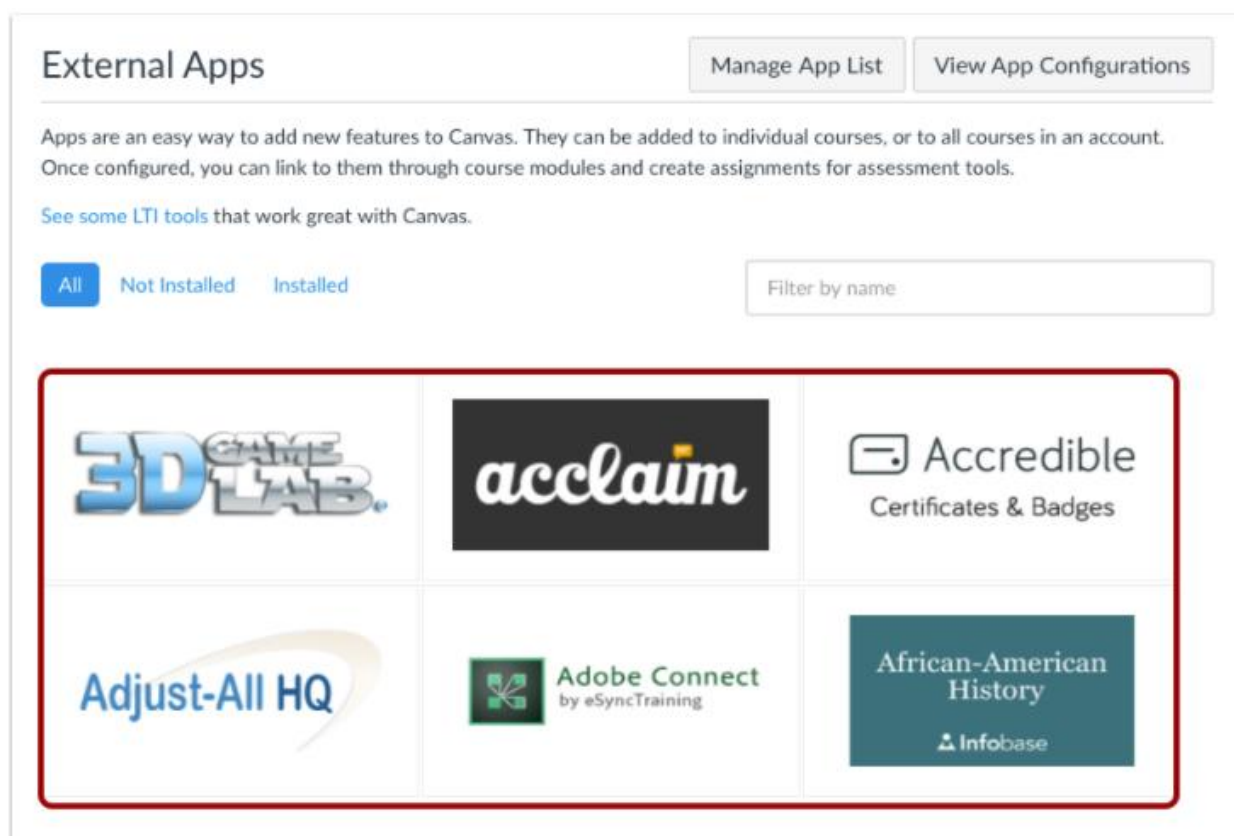 External Apps
Manage App List
View App Configurations
Apps are an easy way to add new features to Canvas. They can be added to individual courses, or to all courses in an account.
Once configured, you can link to them through course modules and create assignments for assessment tools.
See some LTI tools that work great with Canvas.
All
Not Installed
Installed
Filter by name
3D GAME LAB
acclaim
Accredible
Certificates & Badges
Adjust-All HQ
Adobe Connect
by eSyncTraining
African-American
History
Infobase